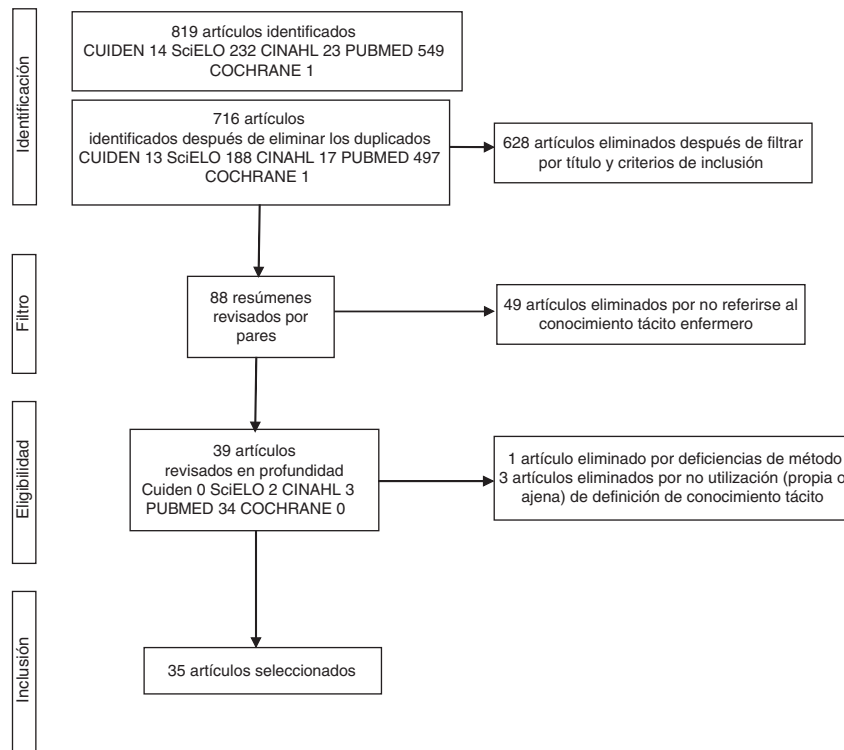 Identificación
819 artículos identificados
CUIDEN 14 SciELO 232 CINAHL 23 PUBMED 549
COCHRANE 1
716 artículos
identificados después de eliminar los duplicados
CUIDEN 13 SciELO 188 CINAHL 17 PUBMED 497
COCHRANE 1
628 artículos eliminados después de filtrar
por título y criterios de inclusión
Filtro
88 resúmenes
revisados por
pares
49 artículos eliminados por no referirse al
conocimiento tácito enfermero
Eligibilidad
39 artículos
revisados en profundidad
Cuiden 0 SciELO 2 CINAHL 3
PUBMED 34 COCHRANE 0
1 artículo eliminado por deficiencias de método
3 artículos eliminados por no utilización (propia o
ajena) de definición de conocimiento tácito
Inclusión
35 artículos seleccionados